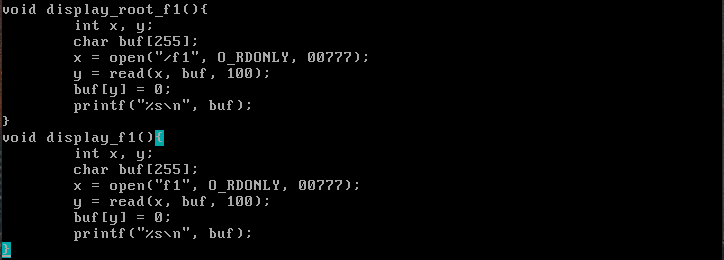 void display_root_f1(){
        int x, y;
        char buf[255];
        x = open("/f1", O_RDONLY, 00777);
        y = read(x, buf, 100);
        buf[y] = 0;
        printf("%s\n", buf);
}
void display_f1(){
        int x, y;
        char buf[255];
        x = open("f1", O_RDONLY, 00777);
        y = read(x, buf, 100);
        buf[y] = 0;
        printf("%s\n", buf);
}